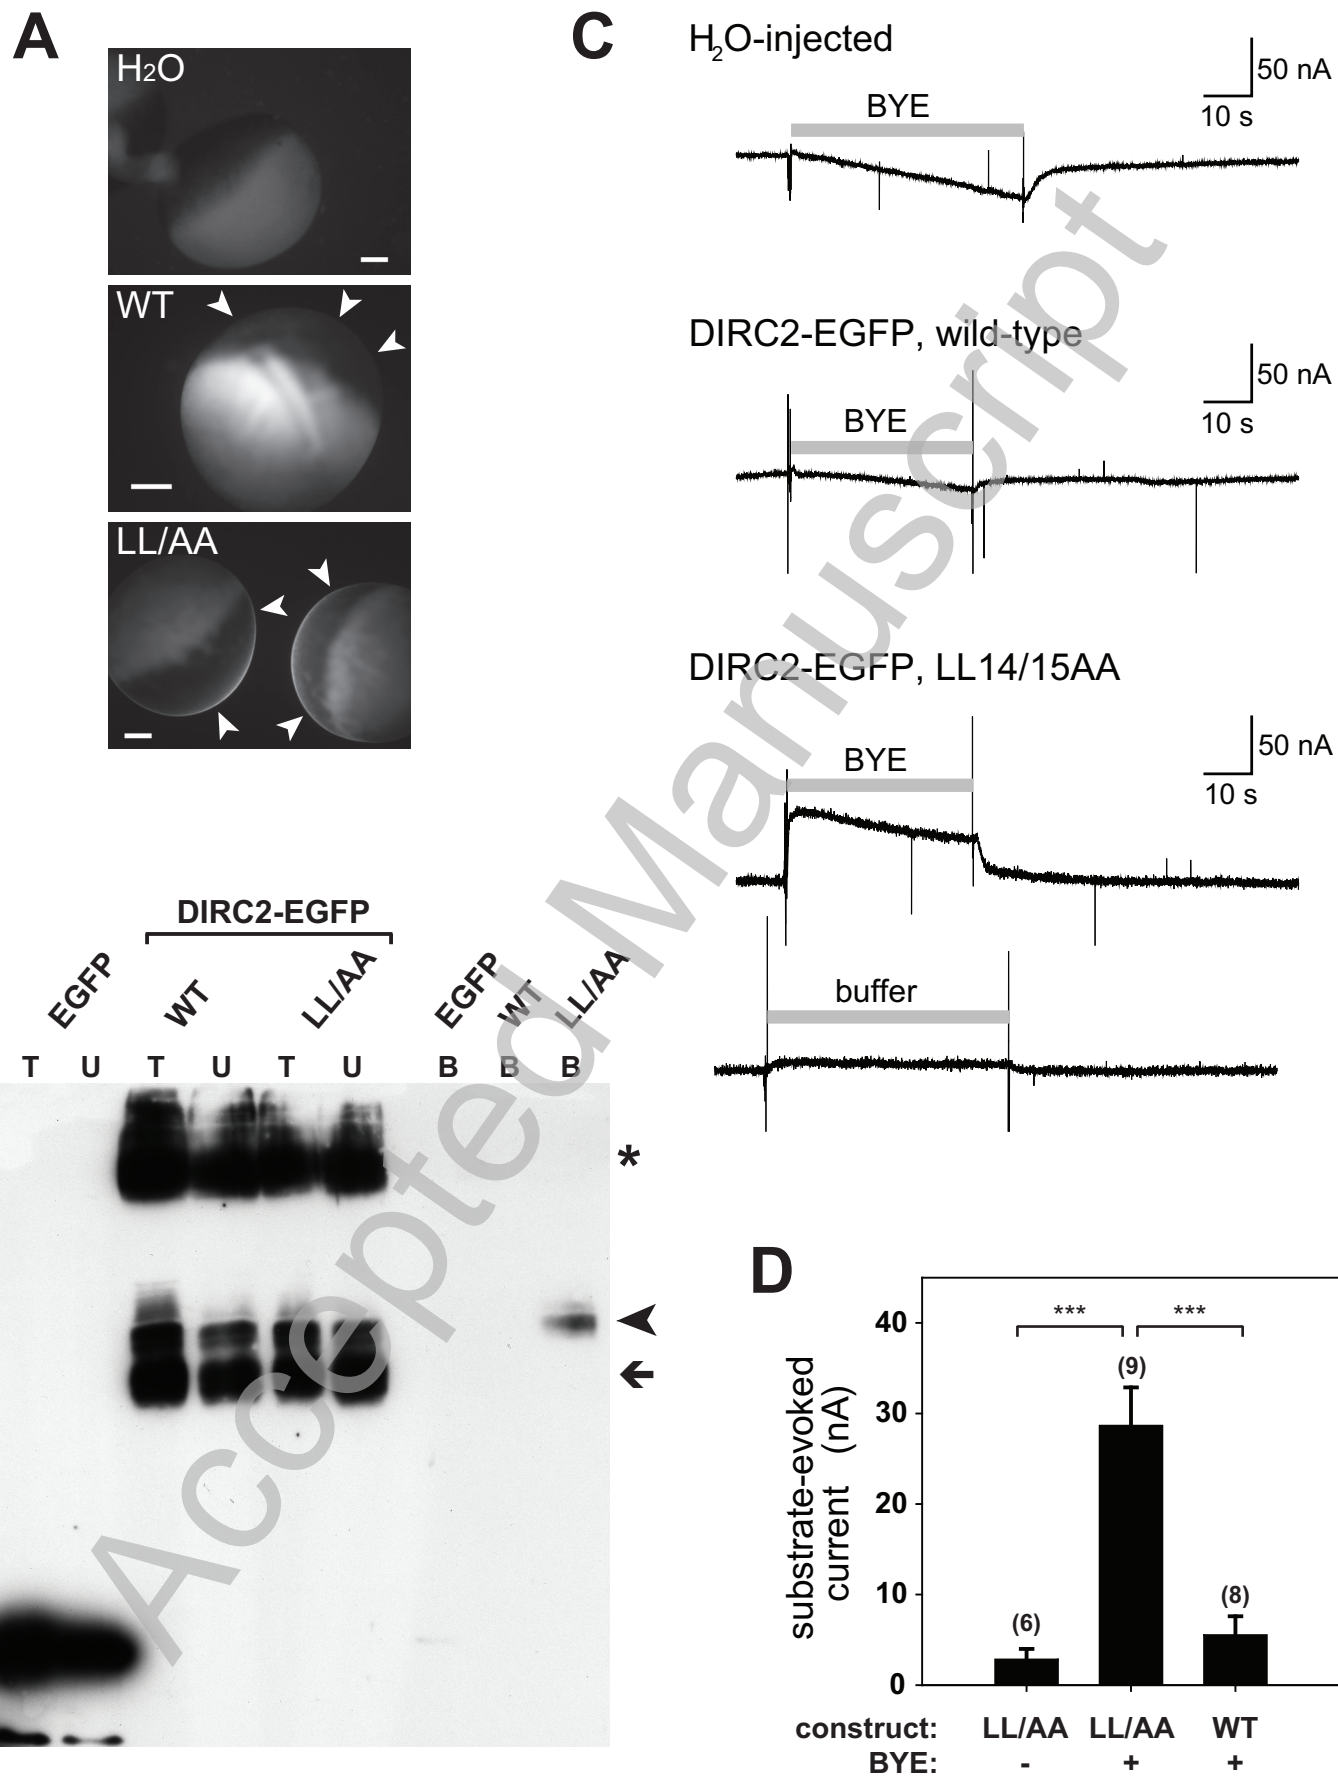 A
H2O
WT
LL/AA
C
H2O-injected
50 nA
10 s
BYE
DIRC2-EGFP, wild-type
50 nA
10 s
BYE
DIRC2-EGFP, LL14/15AA
50 nA
10 s
BYE
buffer
DIRC2-EGFP
EGFP WT LL/AA EGFP WT LL/AA
T U T U T U B B B
*
D
substrate-evoked
current (nA)
40
30
20
10
0
*** ***
(6) (9) (8)
construct: LL/AA LL/AA WT
BYE: - + +
Accepted Manuscript